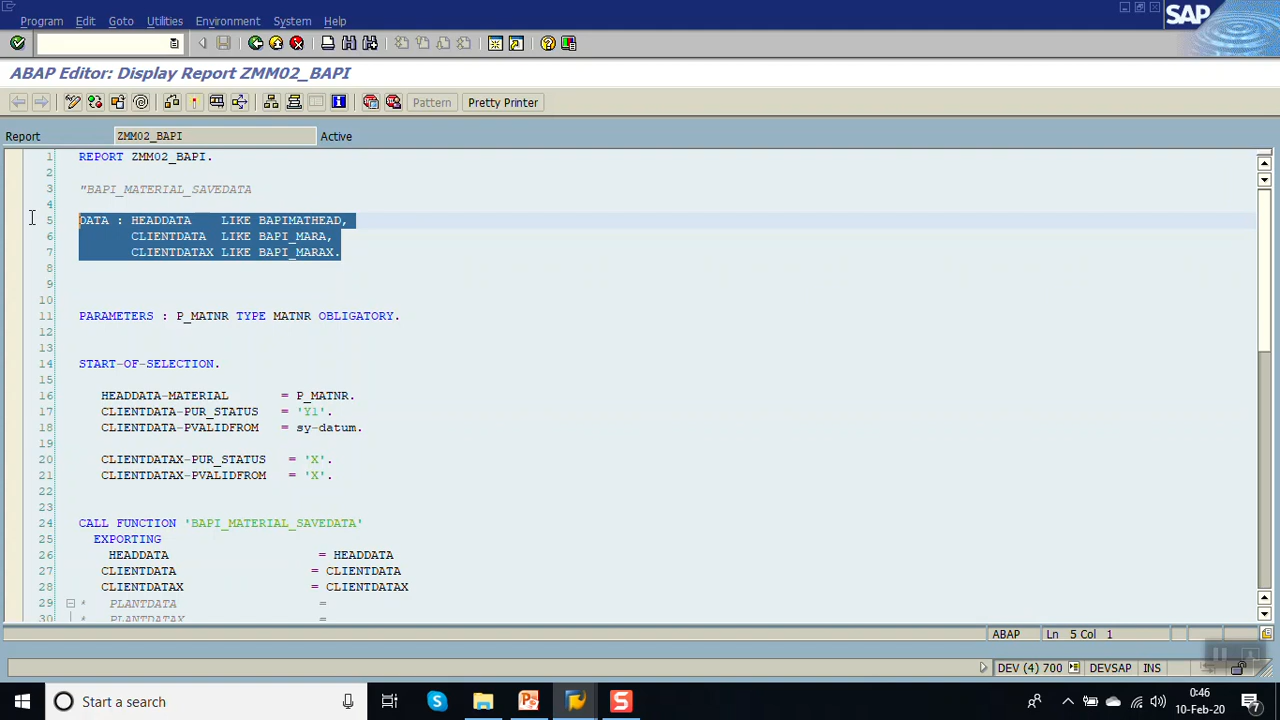 Program Edit Goto Utilities Environment System Help
SAP
ABAP Editor: Display Report ZMM02_BAPI
Pattern Pretty Printer
Report ZMM02_BAPI Active
1 REPORT ZMM02_BAPI.
2
3 "BAPI_MATERIAL_SAVEDATA
4
5 DATA : HEADDATA LIKE BAPIMATHEAD,
6 CLIENTDATA LIKE BAPI_MARA,
7 CLIENTDATAX LIKE BAPI_MARAX.
8
9
10
11 PARAMETERS : P_MATNR TYPE MATNR OBLIGATORY.
12
13
14 START-OF-SELECTION.
15
16 HEADDATA-MATERIAL = P_MATNR.
17 CLIENTDATA-PUR_STATUS = 'Y1'.
18 CLIENTDATA-PVALIDFROM = sy-datum.
19
20 CLIENTDATAX-PUR_STATUS = 'X'.
21 CLIENTDATAX-PVALIDFROM = 'X'.
22
23
24 CALL FUNCTION 'BAPI_MATERIAL_SAVEDATA'
25 EXPORTING
26 HEADDATA = HEADDATA
27 CLIENTDATA = CLIENTDATA
28 CLIENTDATAX = CLIENTDATAX
29 * PLANTDATA =
30 * PLANTDATAX =
ABAP Ln 5 Col 1
DEV (4) 700 DEVSAP INS
Start a search
0:46
10-Feb-20
7